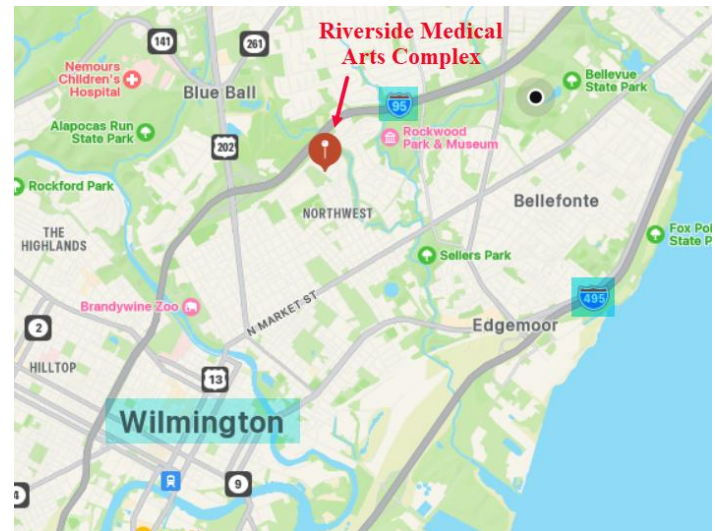 Riverside Medical
Arts Complex
141
261
Nemours
Children's
Hospital
Blue Ball
Bellevue
State Park
95
Alapocas Run
State Park
202
Rockwood
Park & Museum
Rockford Park
NORTHWEST
Bellefonte
THE
HIGHLANDS
Fox Poi
State P
Sellers Park
495
Brandywine Zoo
N MARKET ST
2
Edgemoor
HILLTOP
13
Wilmington
9
4